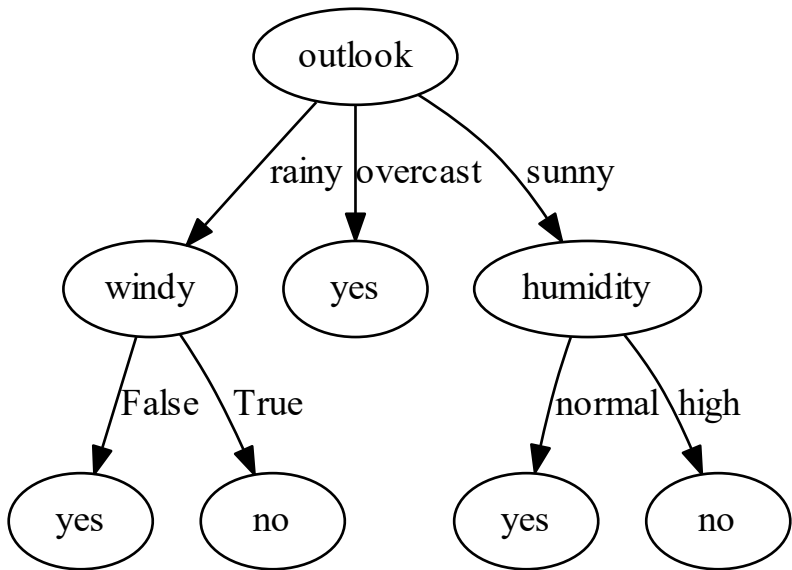 outlook
rainy overcast sunny
windy yes humidity
False True normal high
yes no yes no